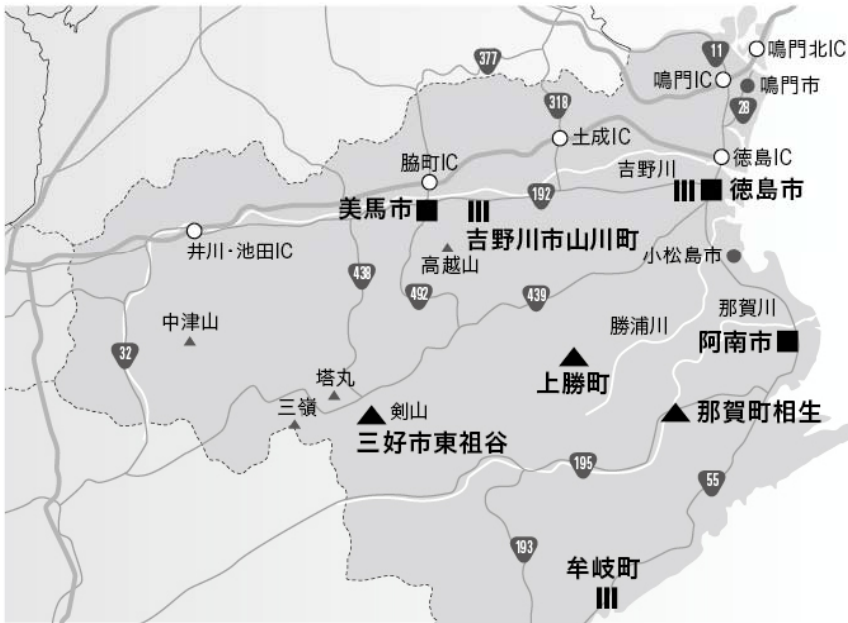 377
11
鳴門北IC
鳴門IC
鳴門市
28
318
土成IC
徳島IC
脇町IC
吉野川
192
徳島市
美馬市
吉野川市山川町
井川・池田IC
高越山
小松島市
438
492
439
那賀川
中津山
勝浦川
32
阿南市
上勝町
塔丸
三嶺
剣山
那賀町相生
三好市東祖谷
195
55
193
牟岐町